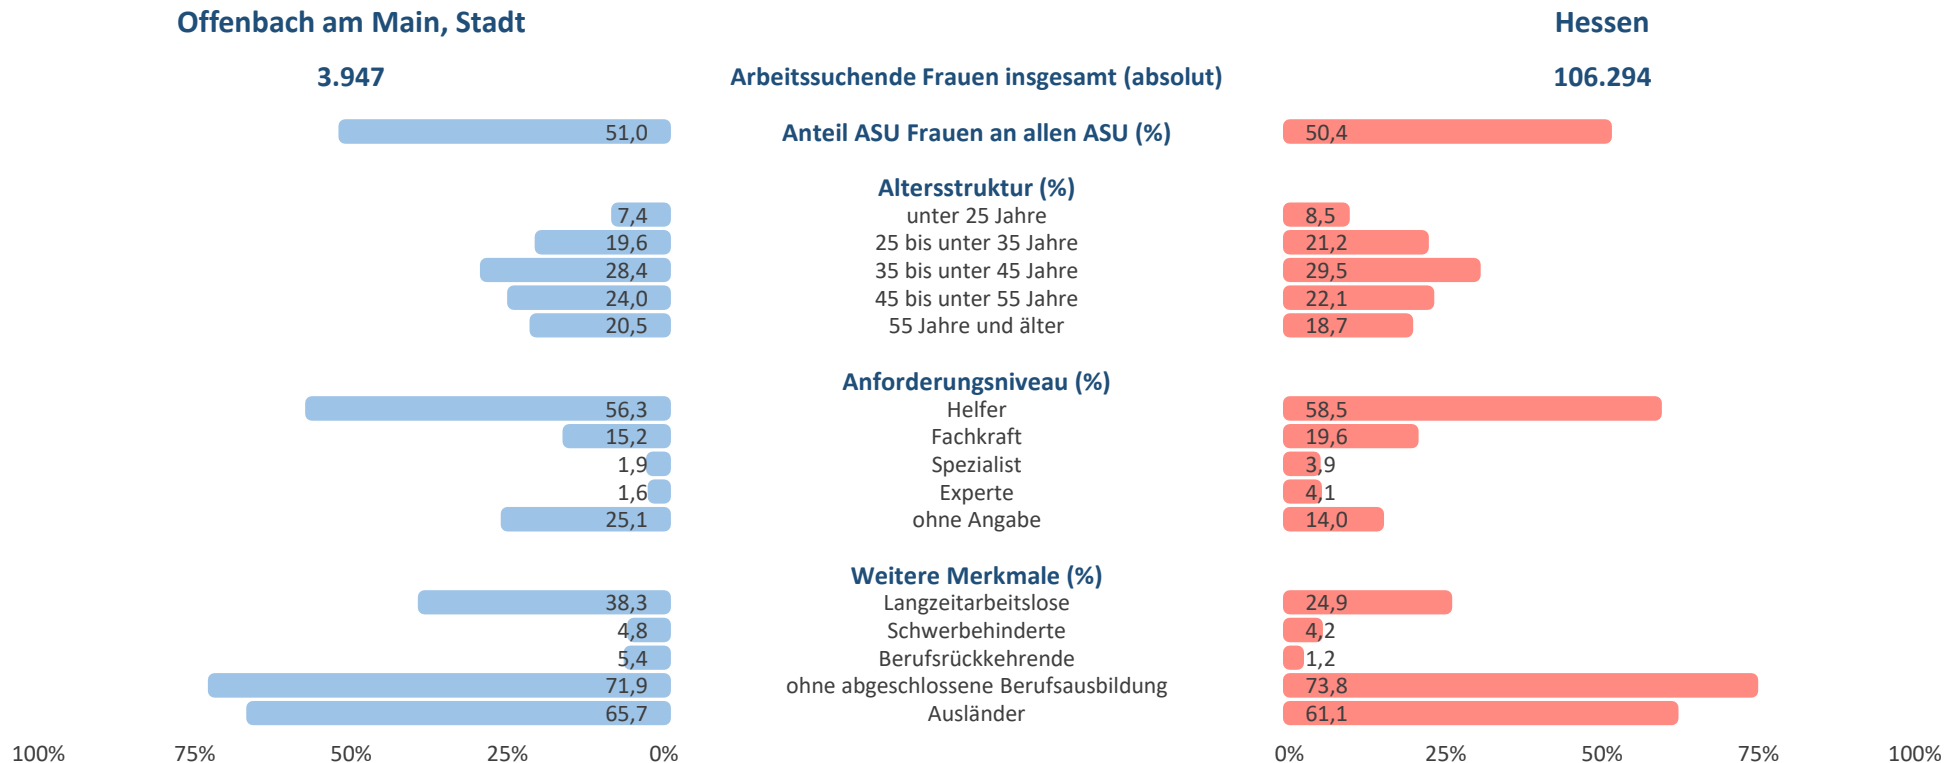 Offenbach am Main, Stadt Hessen
3.947 Arbeitssuchende Frauen insgesamt (absolut) 106.294
51,0 Anteil ASU Frauen an allen ASU (%) 50,4
Altersstruktur (%)
7,4 unter 25 Jahre 8,5
19,6 25 bis unter 35 Jahre 21,2
28,4 35 bis unter 45 Jahre 29,5
24,0 45 bis unter 55 Jahre 22,1
20,5 55 Jahre und älter 18,7
Anforderungsniveau (%)
56,3 Helfer 58,5
15,2 Fachkraft 19,6
1,9 Spezialist 3,9
1,6 Experte 4,1
25,1 ohne Angabe 14,0
Weitere Merkmale (%)
38,3 Langzeitarbeitslose 24,9
4,8 Schwerbehinderte 4,2
5,4 Berufsrückkehrende 1,2
71,9 ohne abgeschlossene Berufsausbildung 73,8
65,7 Ausländer 61,1
100% 75% 50% 25% 0% 0% 25% 50% 75% 100%